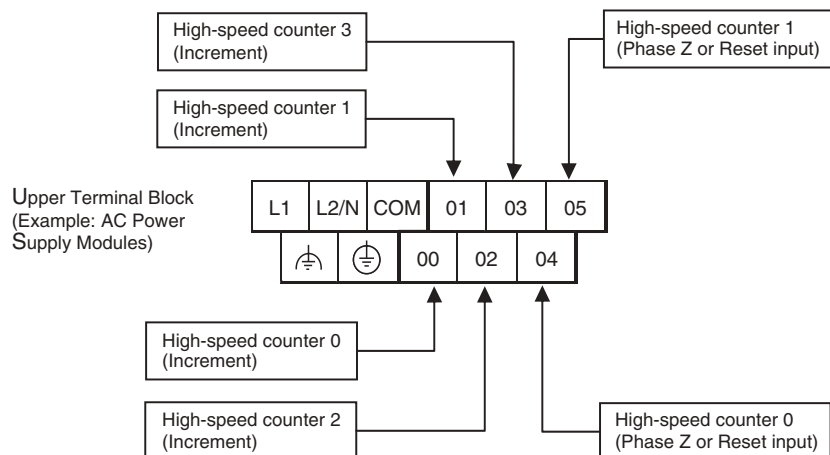 High-speed counter 3
(Increment)
High-speed counter 1
(Phase Z or Reset input)
High-speed counter 1
(Increment)
Upper Terminal Block
(Example: AC Power
Supply Modules)
L1 L2/N COM 01 03 05
00 02 04
High-speed counter 0
(Increment)
High-speed counter 2
(Increment)
High-speed counter 0
(Phase Z or Reset input)